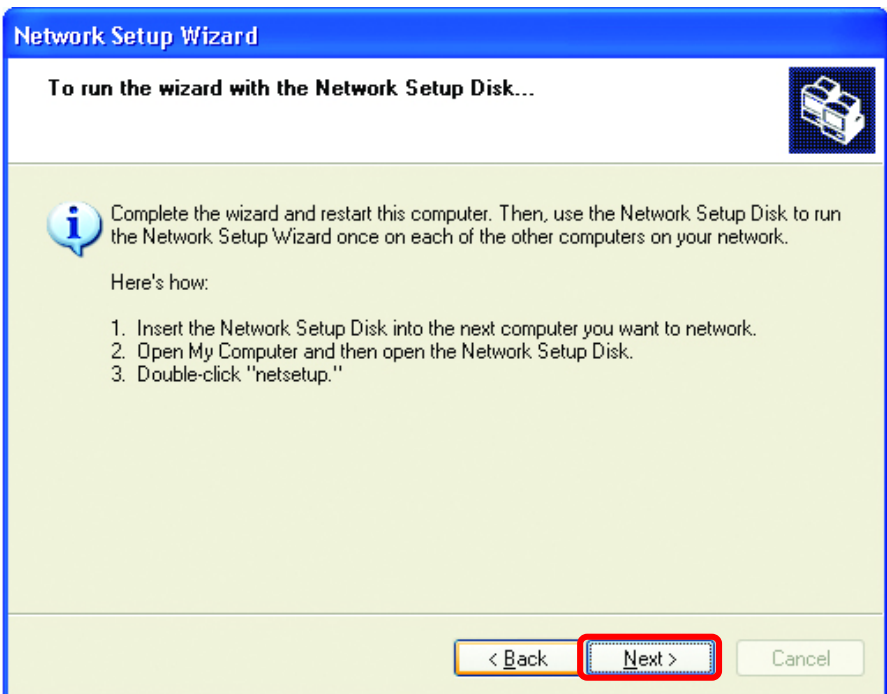 Network Setup Wizard
To run the wizard with the Network Setup Disk...
Complete the wizard and restart this computer. Then, use the Network Setup Disk to run
the Network Setup Wizard once on each of the other computers on your network.
Here's how:
1. Insert the Network Setup Disk into the next computer you want to network.
2. Open My Computer and then open the Network Setup Disk.
3. Double-click "netsetup."
< Back Next > Cancel